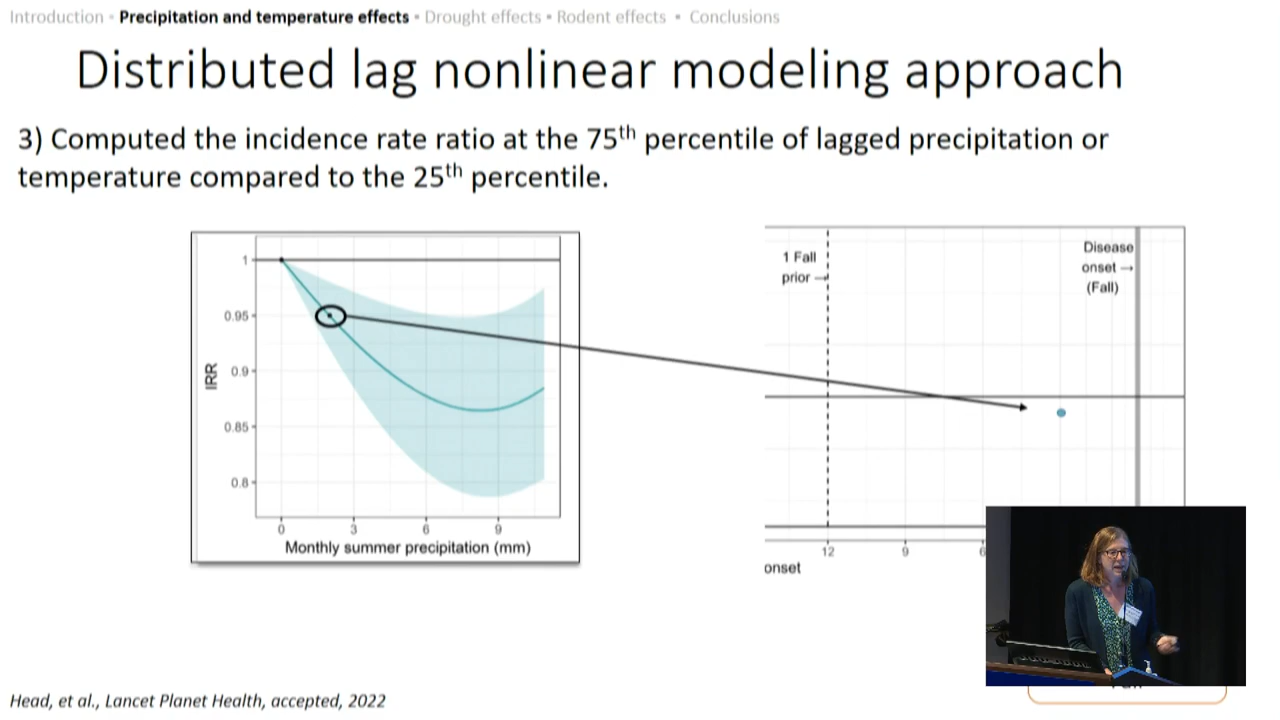 Introduction • Precipitation and temperature effects • Drought effects • Rodent effects • Conclusions
Distributed lag nonlinear modeling approach
3) Computed the incidence rate ratio at the 75th percentile of lagged precipitation or
temperature compared to the 25th percentile.
1
0.95
0.9
0.85
0.8
IRR
0 3 6 9
Monthly summer precipitation (mm)
1 Fall
prior →
Disease
onset →
(Fall)
12 9 6
onset
Head, et al., Lancet Planet Health, accepted, 2022